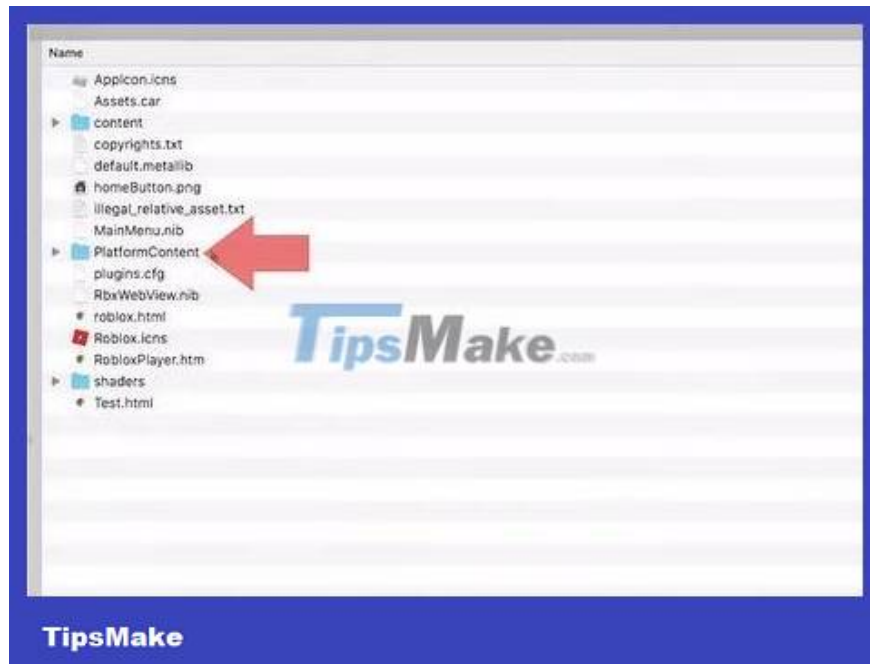 Name
AppIcon.icns
Assets.car
content
copyrights.txt
default.metallib
homeButton.png
illegal_relative_asset.txt
MainMenu.nib
PlatformContent
plugins.cfg
RbxWebView.nib
roblox.html
Roblox.icns
RobloxPlayer.htm
shaders
Test.html
TipsMake.com
TipsMake